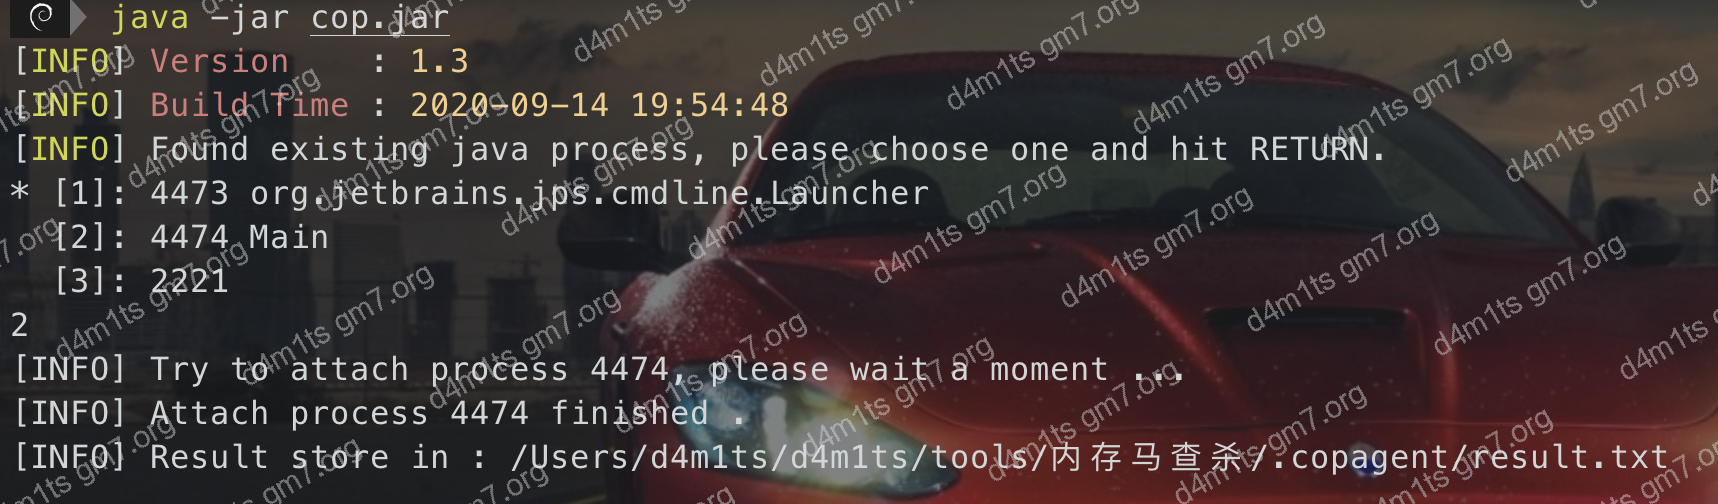 java -jar cop.jar
[INFO] Version    : 1.3
[INFO] Build Time : 2020-09-14 19:54:48
[INFO] Found existing java process, please choose one and hit RETURN.
* [1]: 4473 org.jetbrains.jps.cmdline.Launcher
  [2]: 4474 Main
  [3]: 2221
2
[INFO] Try to attach process 4474, please wait a moment ...
[INFO] Attach process 4474 finished .
[INFO] Result store in : /Users/d4m1ts/d4m1ts/tools/内存马查杀/.copagent/result.txt
d4m1ts gm7.org